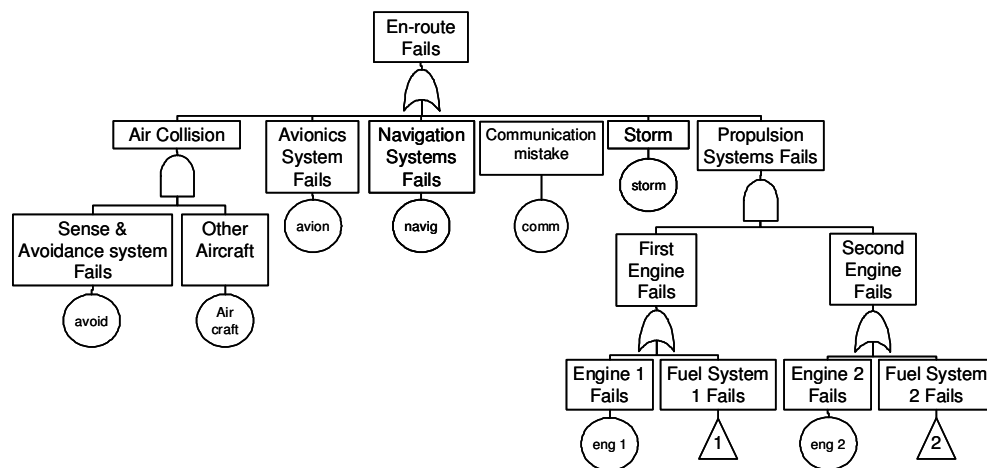 En-route
Fails
Air Collision
Avionics
System
Fails
Navigation
Systems
Fails
Communication
mistake
Storm
Propulsion
Systems Fails
avion
navig
comm
storm
Sense &
Avoidance system
Fails
Other
Aircraft
First
Engine
Fails
Second
Engine
Fails
avoid
Air
craft
Engine 1
Fails
Fuel System
1 Fails
Engine 2
Fails
Fuel System
2 Fails
eng 1
1
eng 2
2